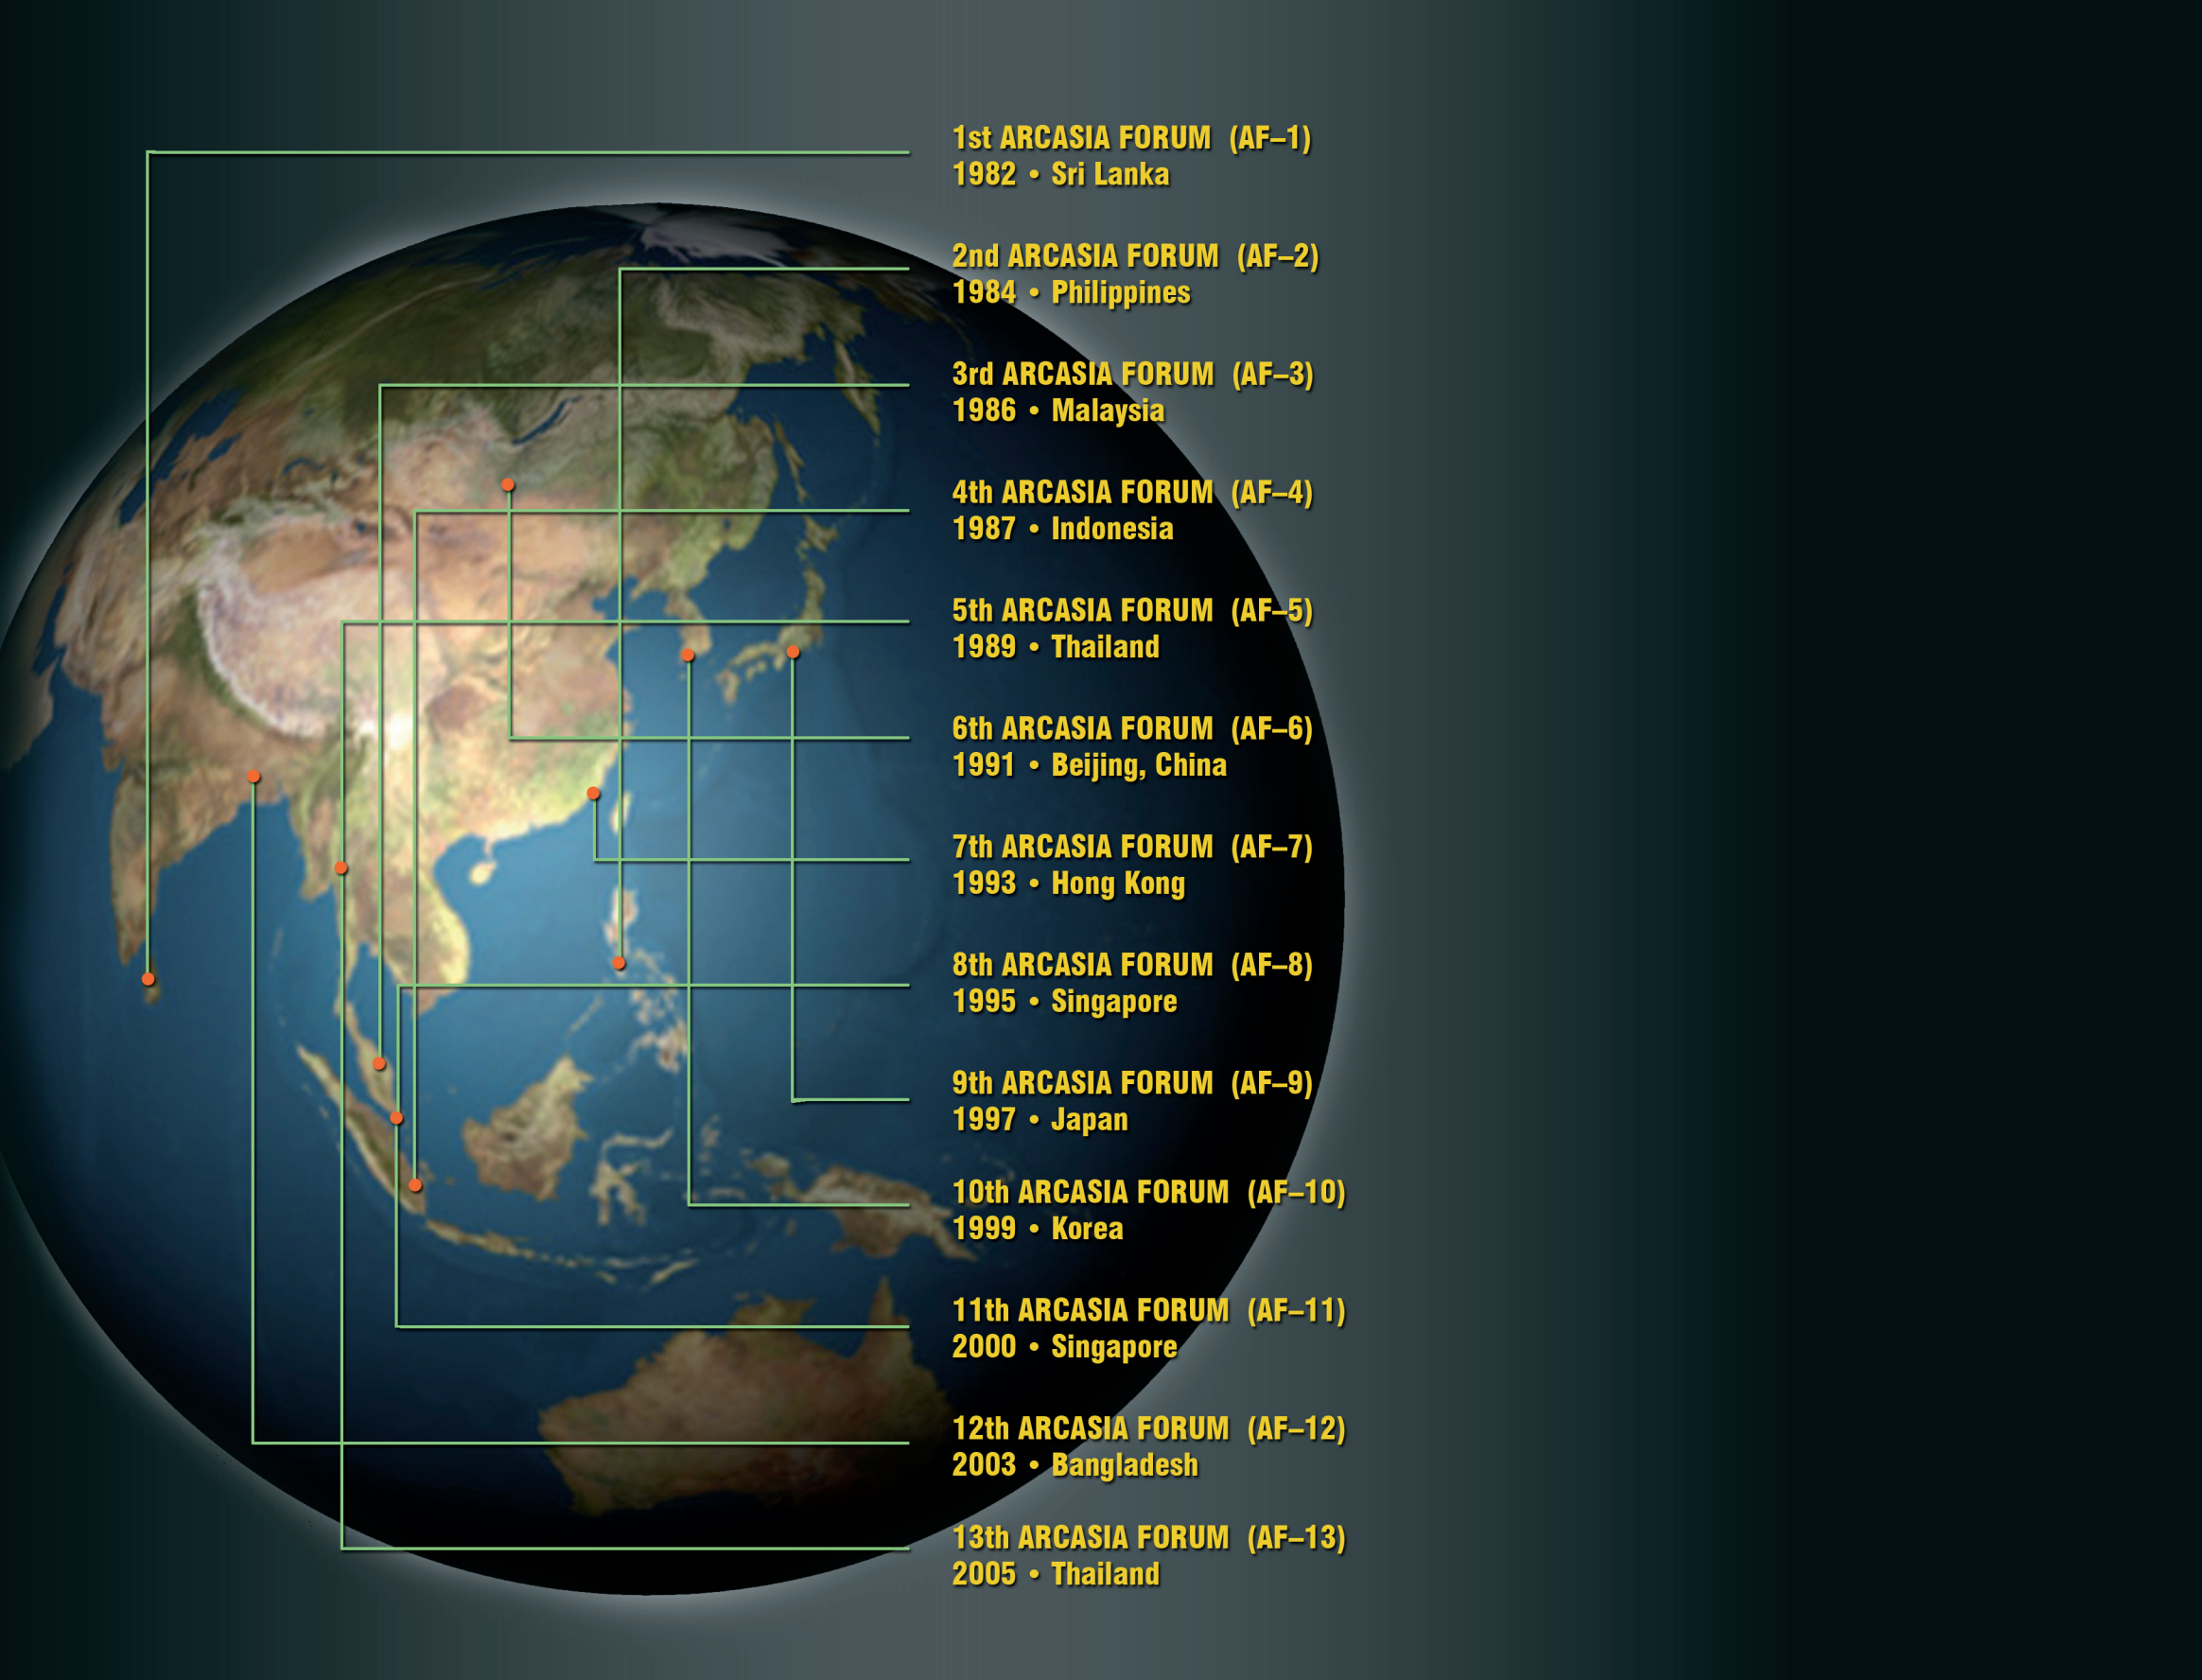 1st ARCASIA FORUM (AF–1)
1982 • Sri Lanka
2nd ARCASIA FORUM (AF–2)
1984 • Philippines
3rd ARCASIA FORUM (AF–3)
1986 • Malaysia
4th ARCASIA FORUM (AF–4)
1987 • Indonesia
5th ARCASIA FORUM (AF–5)
1989 • Thailand
6th ARCASIA FORUM (AF–6)
1991 • Beijing, China
7th ARCASIA FORUM (AF–7)
1993 • Hong Kong
8th ARCASIA FORUM (AF–8)
1995 • Singapore
9th ARCASIA FORUM (AF–9)
1997 • Japan
10th ARCASIA FORUM (AF–10)
1999 • Korea
11th ARCASIA FORUM (AF–11)
2000 • Singapore
12th ARCASIA FORUM (AF–12)
2003 • Bangladesh
13th ARCASIA FORUM (AF–13)
2005 • Thailand